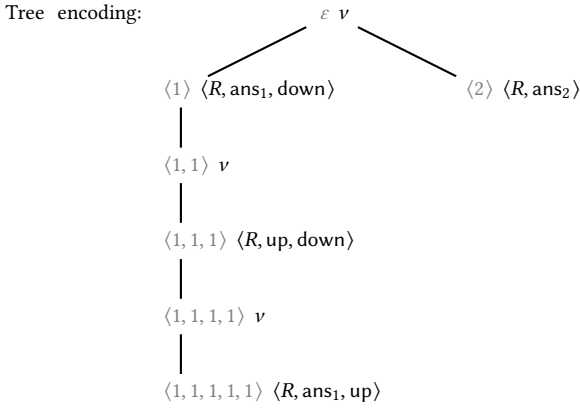 Tree encoding: ε ν
⟨1⟩ ⟨R, ans₁, down⟩ ⟨2⟩ ⟨R, ans₂⟩
⟨1, 1⟩ ν
⟨1, 1, 1⟩ ⟨R, up, down⟩
⟨1, 1, 1, 1⟩ ν
⟨1, 1, 1, 1, 1⟩ ⟨R, ans₁, up⟩